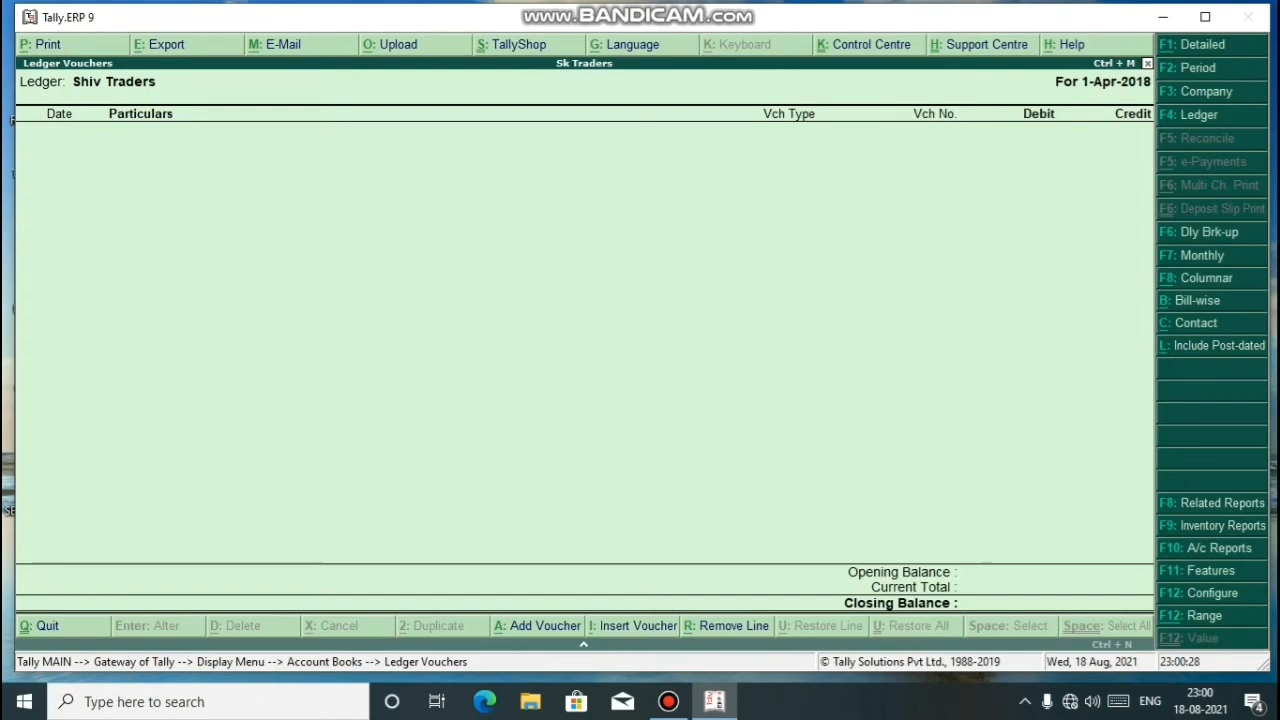 Tally.ERP 9
www.BANDICAM.com
P: Print
E: Export
M: E-Mail
O: Upload
S: TallyShop
G: Language
K: Keyboard
K: Control Centre
H: Support Centre
H: Help
Ledger Vouchers
Sk Traders
Ctrl + M
Ledger: Shiv Traders
For 1-Apr-2018
Date Particulars Vch Type Vch No. Debit Credit
Opening Balance :
Current Total :
Closing Balance :
F1: Detailed
F2: Period
F3: Company
F4: Ledger
F5: Reconcile
F5: e-Payments
F6: Multi Ch. Print
F6: Deposit Slip Print
F6: Dly Brk-up
F7: Monthly
F8: Columnar
B: Bill-wise
C: Contact
L: Include Post-dated
F8: Related Reports
F9: Inventory Reports
F10: A/c Reports
F11: Features
F12: Configure
F12: Range
F12: Value
Q: Quit
Enter: Alter
D: Delete
X: Cancel
2: Duplicate
A: Add Voucher
I: Insert Voucher
R: Remove Line
U: Restore Line
U: Restore All
Space: Select
Space: Select All
Ctrl + N
Tally MAIN --> Gateway of Tally --> Display Menu --> Account Books --> Ledger Vouchers
© Tally Solutions Pvt Ltd., 1988-2019
Wed, 18 Aug, 2021
23:00:28
Type here to search
ENG
23:00
18-08-2021
4